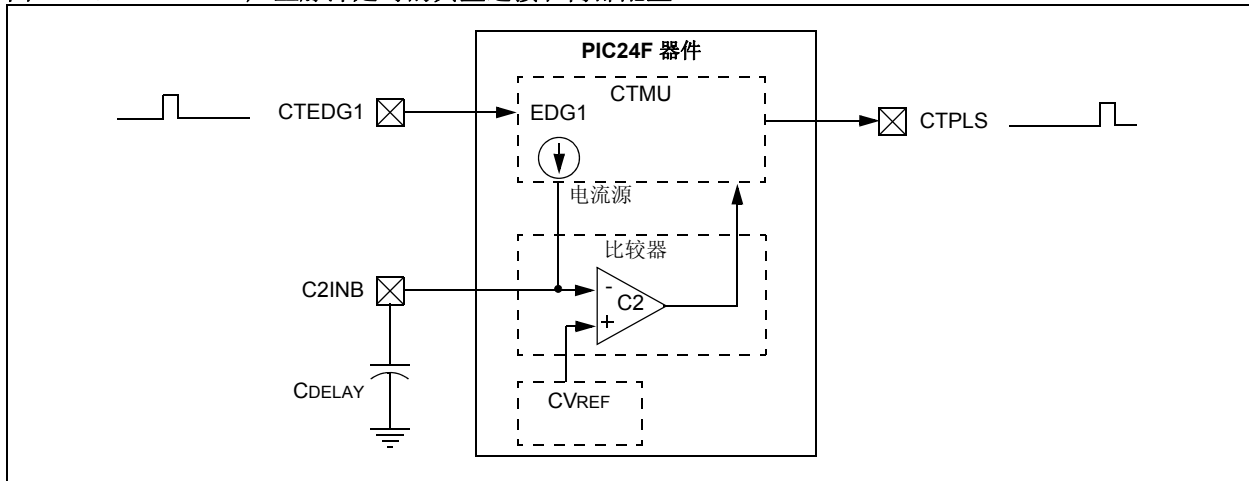 PIC24F 器件
CTMU
CTEDG1
EDG1
CTPLS
电流源
比较器
C2INB
-
C2
+
CDELAY
CVREF